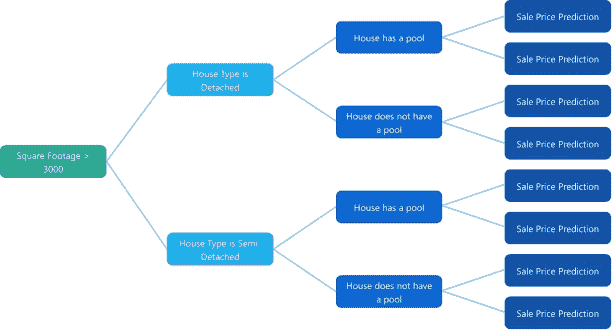 Square Footage >
3000
House Type is
Detached
House Type is Semi
Detached
House has a pool
House does not have
a pool
House has a pool
House does not have
a pool
Sale Price Prediction
Sale Price Prediction
Sale Price Prediction
Sale Price Prediction
Sale Price Prediction
Sale Price Prediction
Sale Price Prediction
Sale Price Prediction